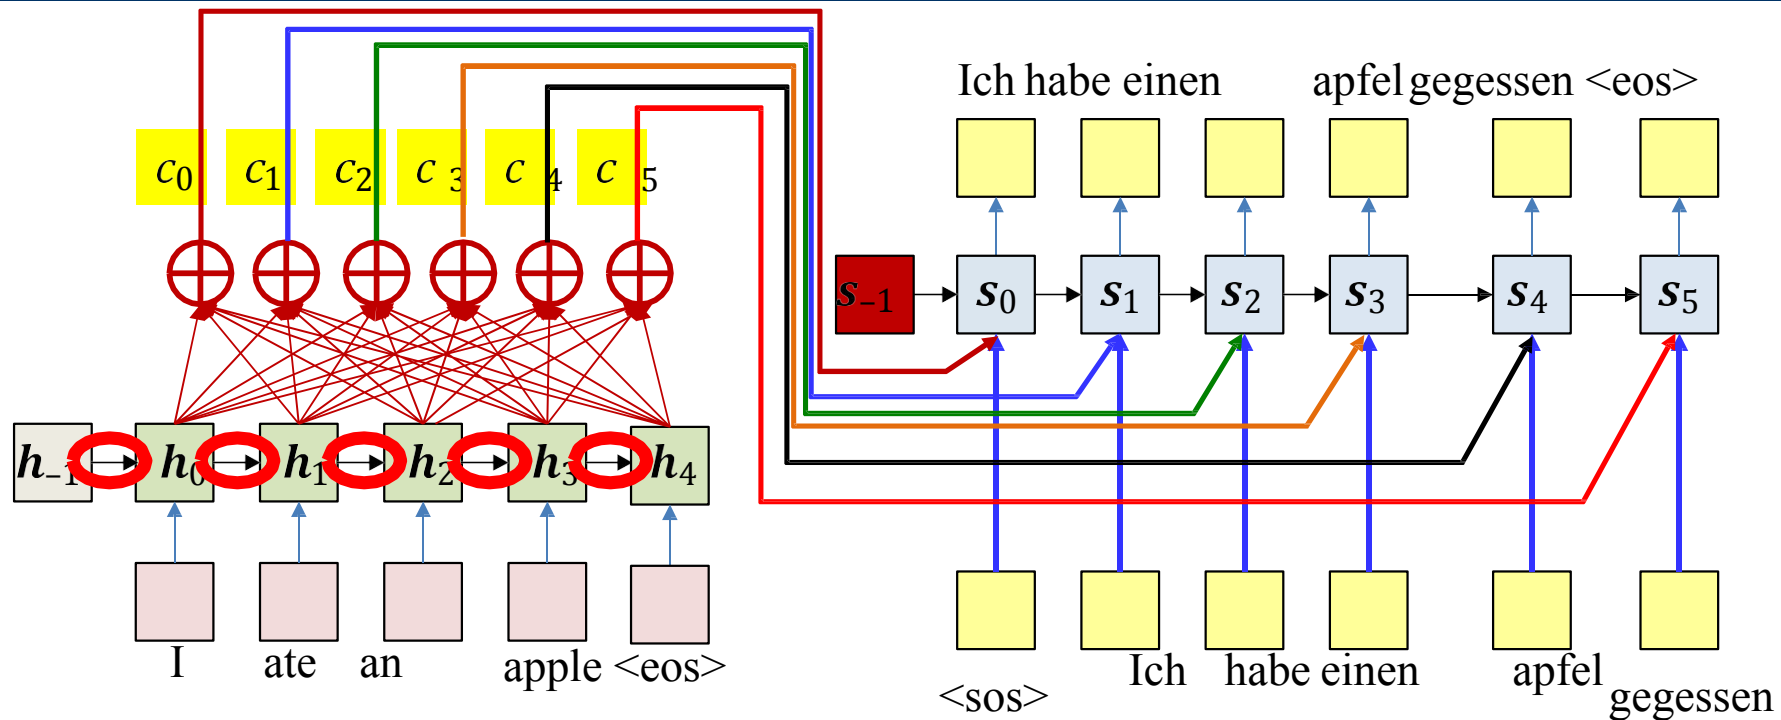 Ich habe einen apfel gegessen <eos>
c₀ c₁ c₂ c ₃ c ₄ c ₅
s₋₁ s₀ s₁ s₂ s₃ s₄ s₅
h₋₁ h₀ h₁ h₂ h₃ h₄
I ate an apple <eos>
<sos> Ich habe einen apfel gegessen